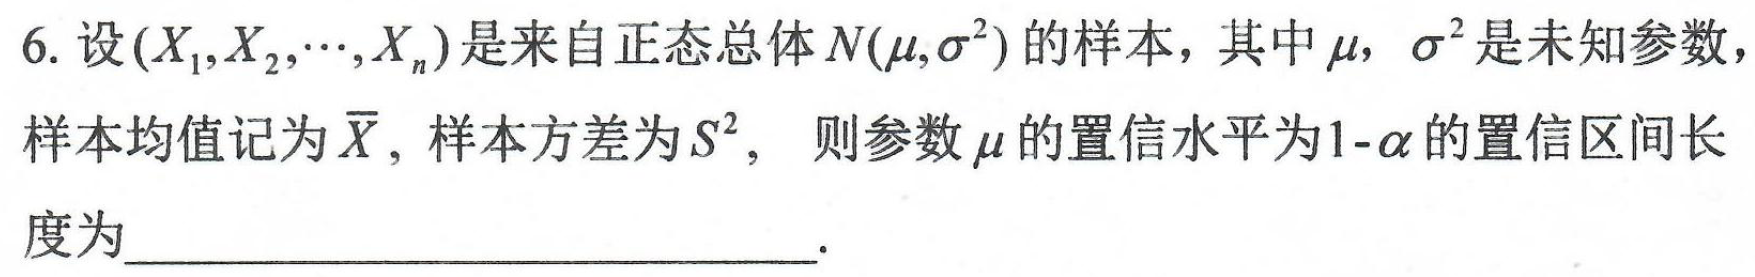 6. 设(X₁,X₂,⋯,Xₙ)是来自正态总体N(μ,σ²)的样本，其中μ，σ²是未知参数，
样本均值记为X̅，样本方差为S²， 则参数μ的置信水平为1-α的置信区间长
度为____________________.